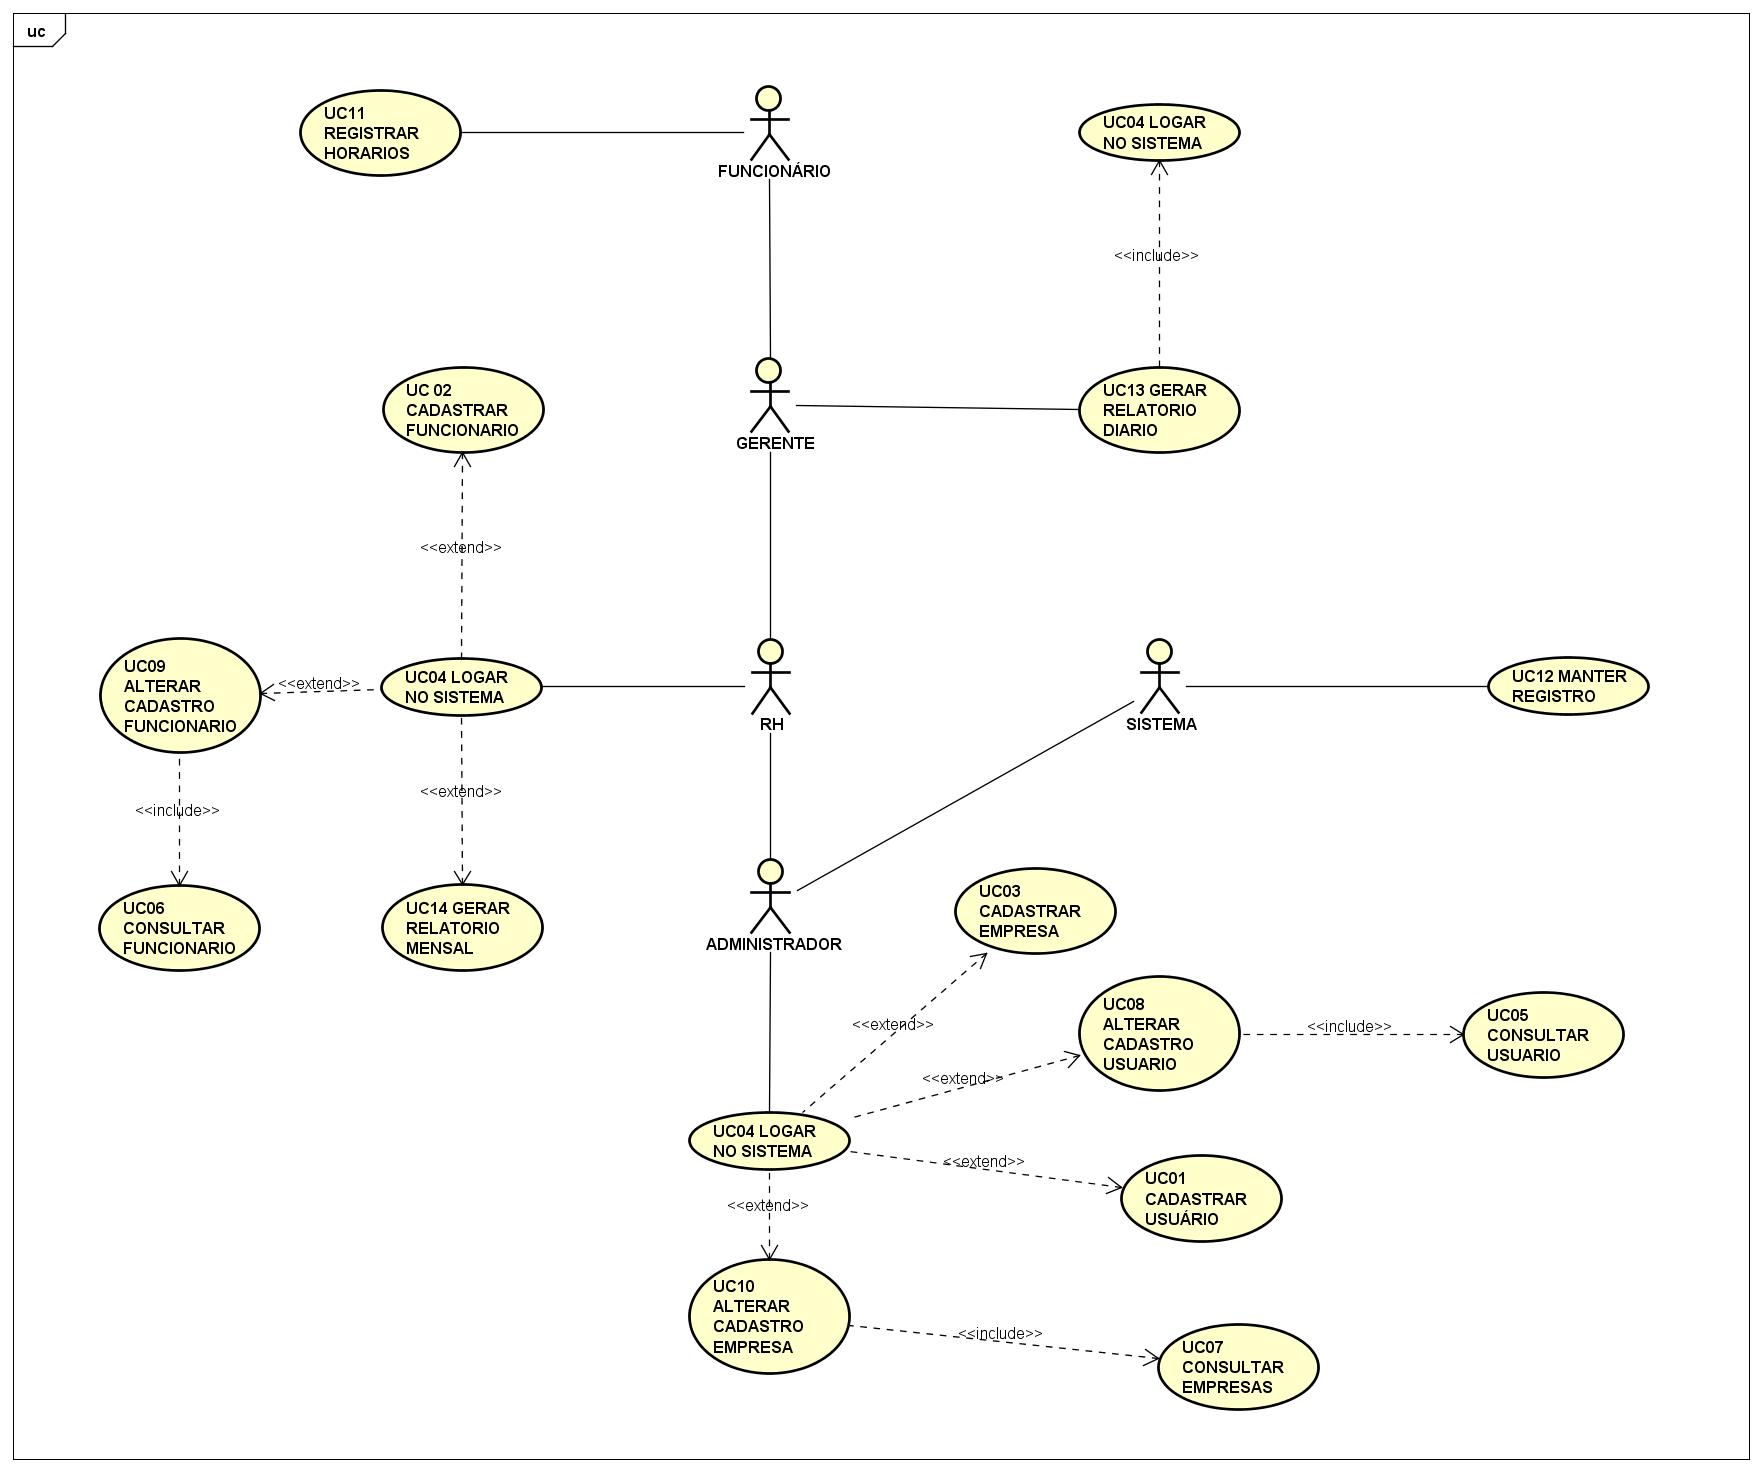 uc
UC11
REGISTRAR
HORARIOS
FUNCIONÁRIO
UC04 LOGAR
NO SISTEMA
<<include>>
UC 02
CADASTRAR
FUNCIONARIO
GERENTE
UC13 GERAR
RELATORIO
DIARIO
<<extend>>
UC09
ALTERAR
CADASTRO
FUNCIONARIO
<<extend>>
UC04 LOGAR
NO SISTEMA
RH
SISTEMA
UC12 MANTER
REGISTRO
<<include>>
<<extend>>
UC06
CONSULTAR
FUNCIONARIO
UC14 GERAR
RELATORIO
MENSAL
ADMINISTRADOR
UC03
CADASTRAR
EMPRESA
<<extend>>
UC08
ALTERAR
CADASTRO
USUARIO
<<include>>
UC05
CONSULTAR
USUARIO
<<extend>>
UC04 LOGAR
NO SISTEMA
<<extend>>
UC01
CADASTRAR
USUÁRIO
<<extend>>
UC10
ALTERAR
CADASTRO
EMPRESA
<<include>>
UC07
CONSULTAR
EMPRESAS